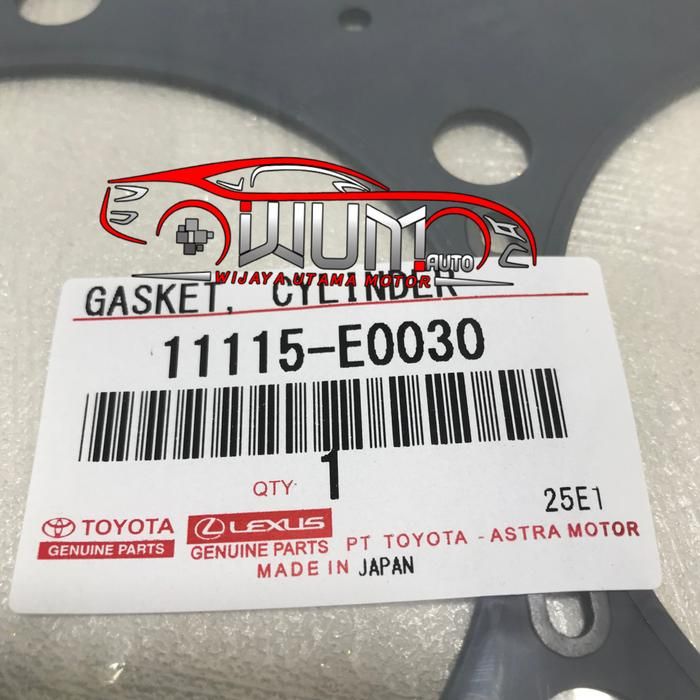 WUM.AUTO
WIJAYA UTAMA MOTOR
GASKET, CYLINDER
11115-E0030
QTY 1
25E1
TOYOTA
GENUINE PARTS
LEXUS
GENUINE PARTS
PT TOYOTA - ASTRA MOTOR
MADE IN JAPAN